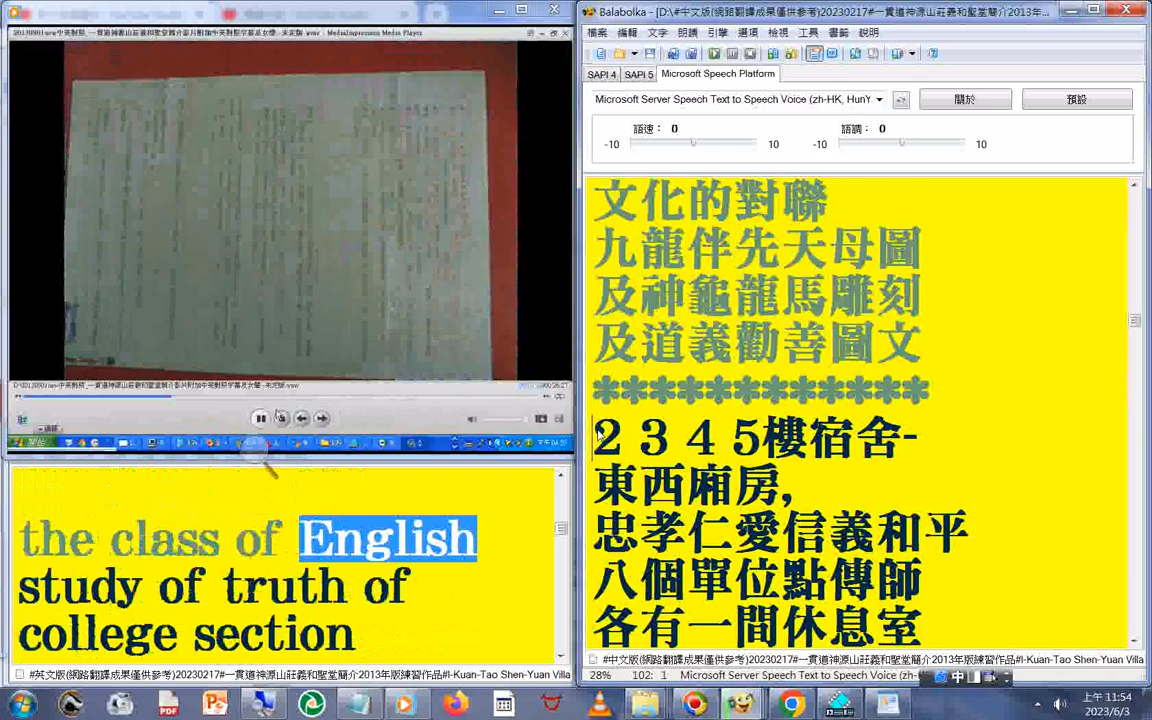 Balabolka - [D:\#中文版(網路翻譯成果僅供參考)20230217#一貫道神源山莊義和聖堂簡介2013年...
檔案 編輯 文字 朗讀 引擎 選項 檢視 工具 書籤 說明
SAPI 4 SAPI 5 Microsoft Speech Platform
Microsoft Server Speech Text to Speech Voice (zh-HK, HunY
關於 預設
語速： 0 語調： 0
-10 10 -10 10
文化的對聯
九龍伴先天母圖
及神龜龍馬雕刻
及道義勸善圖文
✽✽✽✽✽✽✽✽✽✽✽✽
2 3 4 5樓宿舍-
東西廂房,
忠孝仁愛信義和平
八個單位點傳師
各有一間休息室
#中文版(網路翻譯成果僅供參考)20230217#一貫道神源山莊義和聖堂簡介2013年版練習作品#I-Kuan-Tao Shen-Yuan Villa
28% 102: 1 Microsoft Server Speech Text to Speech Voice
the class of English
study of truth of
college section
#英文版(網路翻譯成果僅供參考)20230217#一貫道神源山莊義和聖堂簡介2013年版練習作品#I-Kuan-Tao Shen-Yuan Villa
中
上午 11:54
2023/6/3